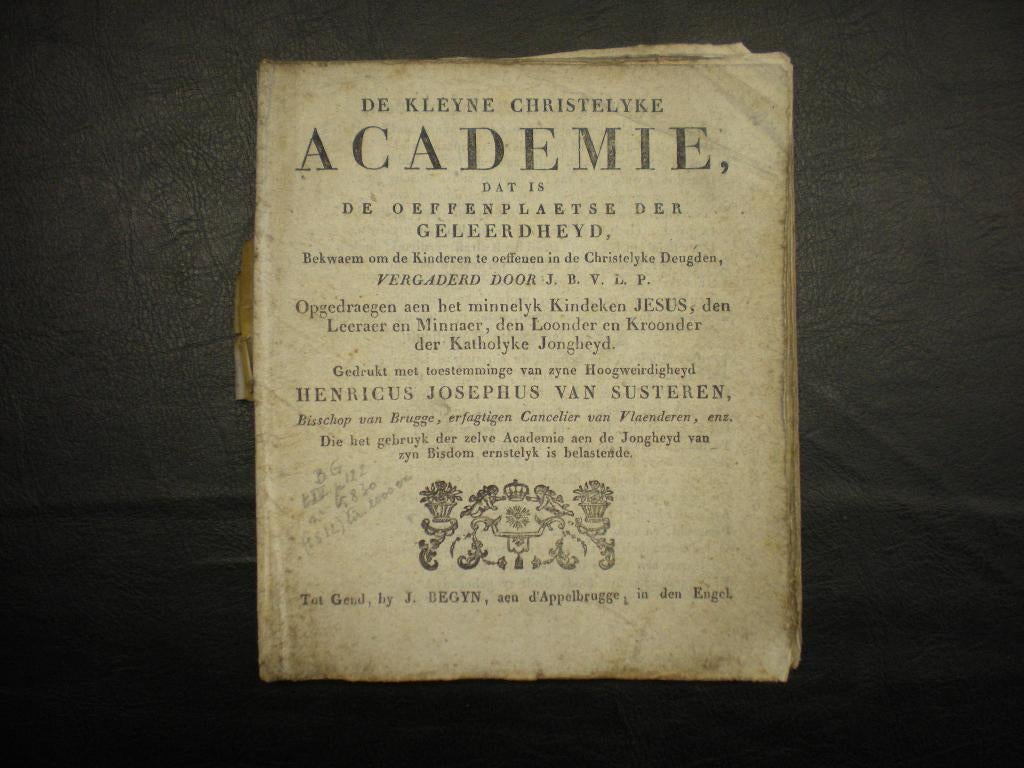 DE KLEYNE CHRISTELYKE
ACADEMIE,
DAT IS
DE OEFFENPLAETSE DER
GELEERDHEYD,
Bekwaem om de Kinderen te oeffenen in de Christelyke Deugden,
VERGADERD DOOR J. B. V. L. P.
Opgedraegen aen het minnelyk Kindeken JESUS, den
Leeraer en Minnaer, den Loonder en Kroonder
der Katholyke Jongheyd.
Gedrukt met toestemminge van zyne Hoogweirdigheyd
HENRICUS JOSEPHUS VAN SUSTEREN,
Bisschop van Brugge, erfagtigen Cancelier van Vlaenderen, enz.
Die het gebruyk der zelve Academie aen de Jongheyd van
zyn Bisdom ernstelyk is belastende.
BG
Tot Gend, by J. BEGYN, aen d'Appelbrugge, in den Engel.